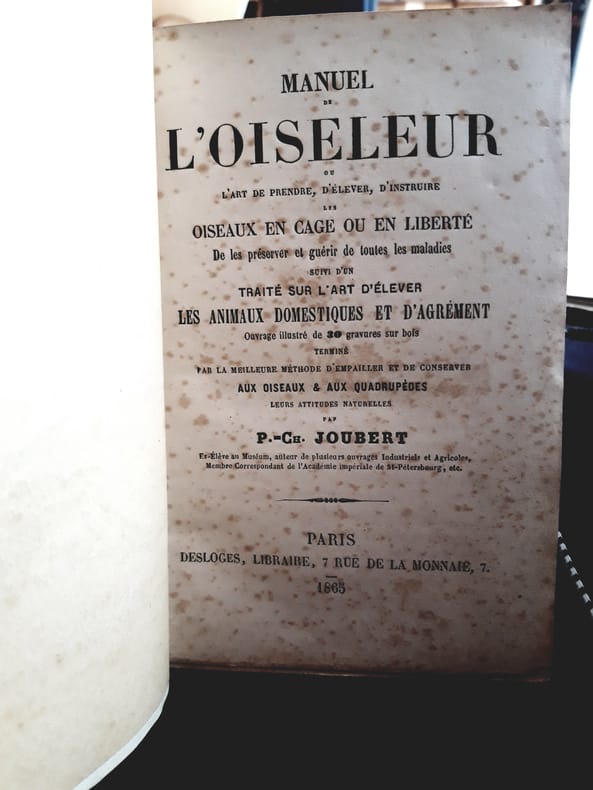 MANUEL
DE
L'OISELEUR
OU
L'ART DE PRENDRE, D'ÉLEVER, D'INSTRUIRE
LES
OISEAUX EN CAGE OU EN LIBERTÉ
De les préserver et guérir de toutes les maladies
SUIVI D'UN
TRAITÉ SUR L'ART D'ÉLEVER
LES ANIMAUX DOMESTIQUES ET D'AGRÉMENT
Ouvrage illustré de 20 gravures sur bois
TERMINÉ
PAR LA MEILLEURE MÉTHODE D'EMPAILLER ET DE CONSERVER
AUX OISEAUX & AUX QUADRUPÈDES
LEURS ATTITUDES NATURELLES
PAR
P.-CH. JOUBERT
Ex-Élève au Muséum, auteur de plusieurs ouvrages Industriels et Agricoles,
Membre Correspondant de l'Académie impériale de St-Pétersbourg, etc.
PARIS
DESLOGES, LIBRAIRE, 7 RUE DE LA MONNAIE, 7.
1865